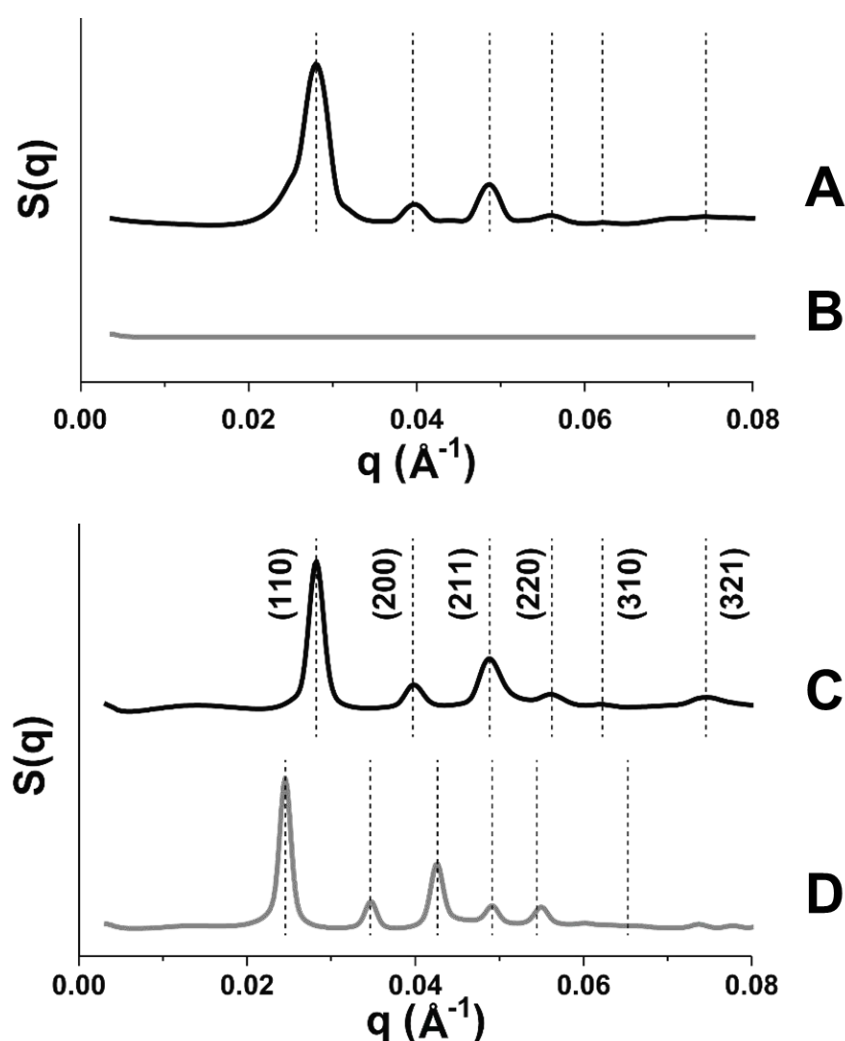 S(q)
A
B
0.00 0.02 0.04 0.06 0.08
q (Å-1)
(110) (200) (211) (220) (310) (321)
S(q)
C
D
0.00 0.02 0.04 0.06 0.08
q (Å-1)